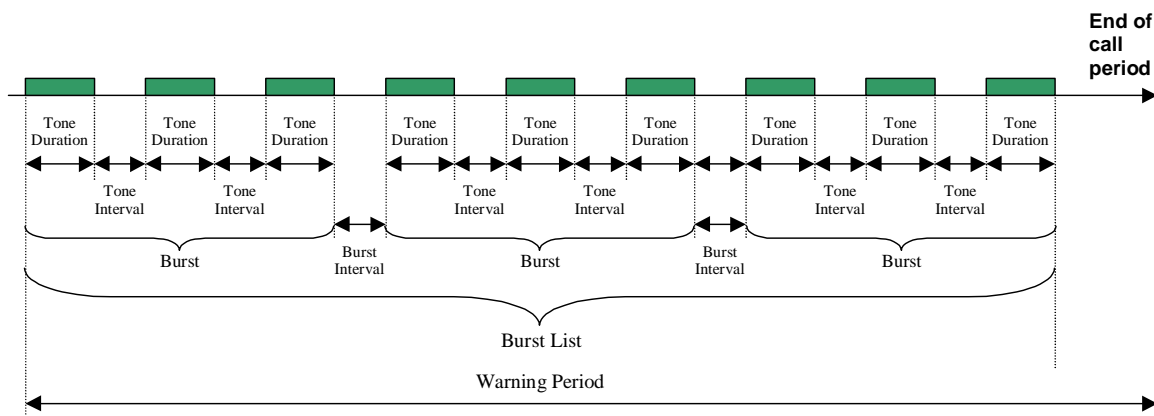 End of
call
period
Tone
Duration
Tone
Duration
Tone
Duration
Tone
Duration
Tone
Duration
Tone
Duration
Tone
Duration
Tone
Duration
Tone
Duration
Tone
Interval
Tone
Interval
Tone
Interval
Tone
Interval
Tone
Interval
Tone
Interval
Burst
Burst
Interval
Burst
Burst
Interval
Burst
Burst List
Warning Period